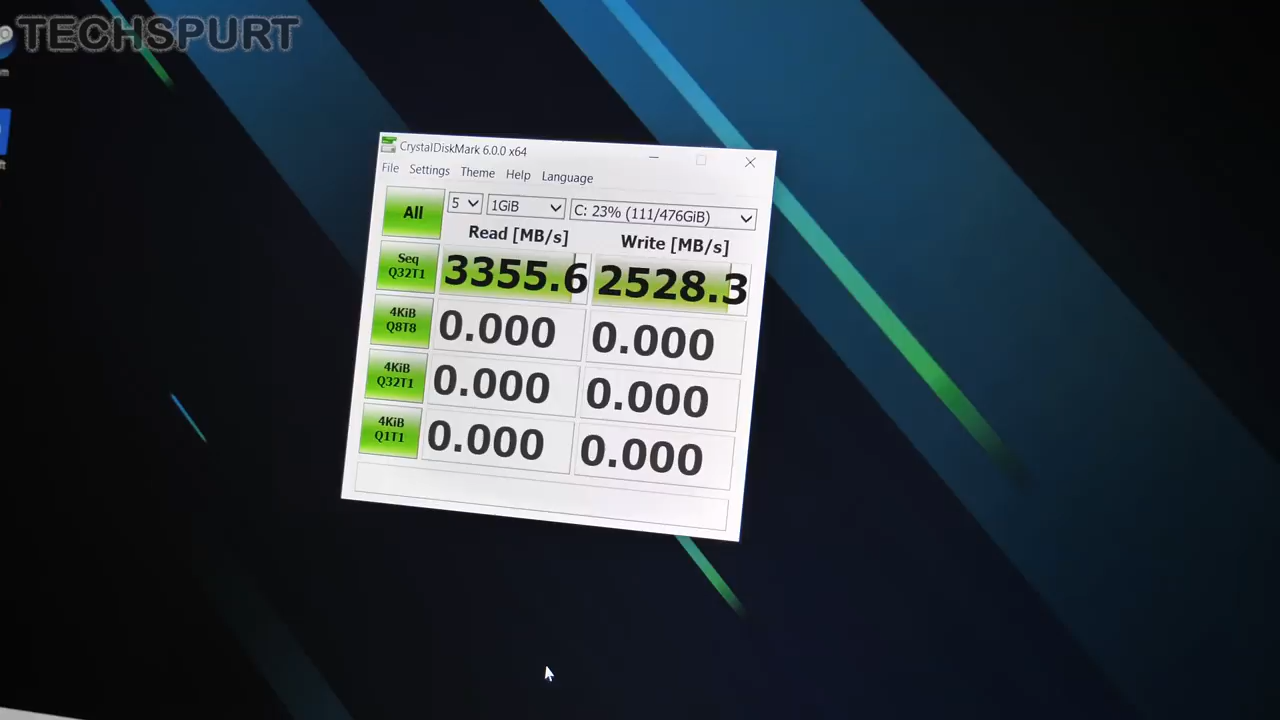 TECHSPURT
CrystalDiskMark 6.0.0 x64
File Settings Theme Help Language
All 5 1GiB C: 23% (111/476GiB)
Read [MB/s] Write [MB/s]
Seq
Q32T1 3355.6 2528.3
4KiB
Q8T8 0.000 0.000
4KiB
Q32T1 0.000 0.000
4KiB
Q1T1 0.000 0.000